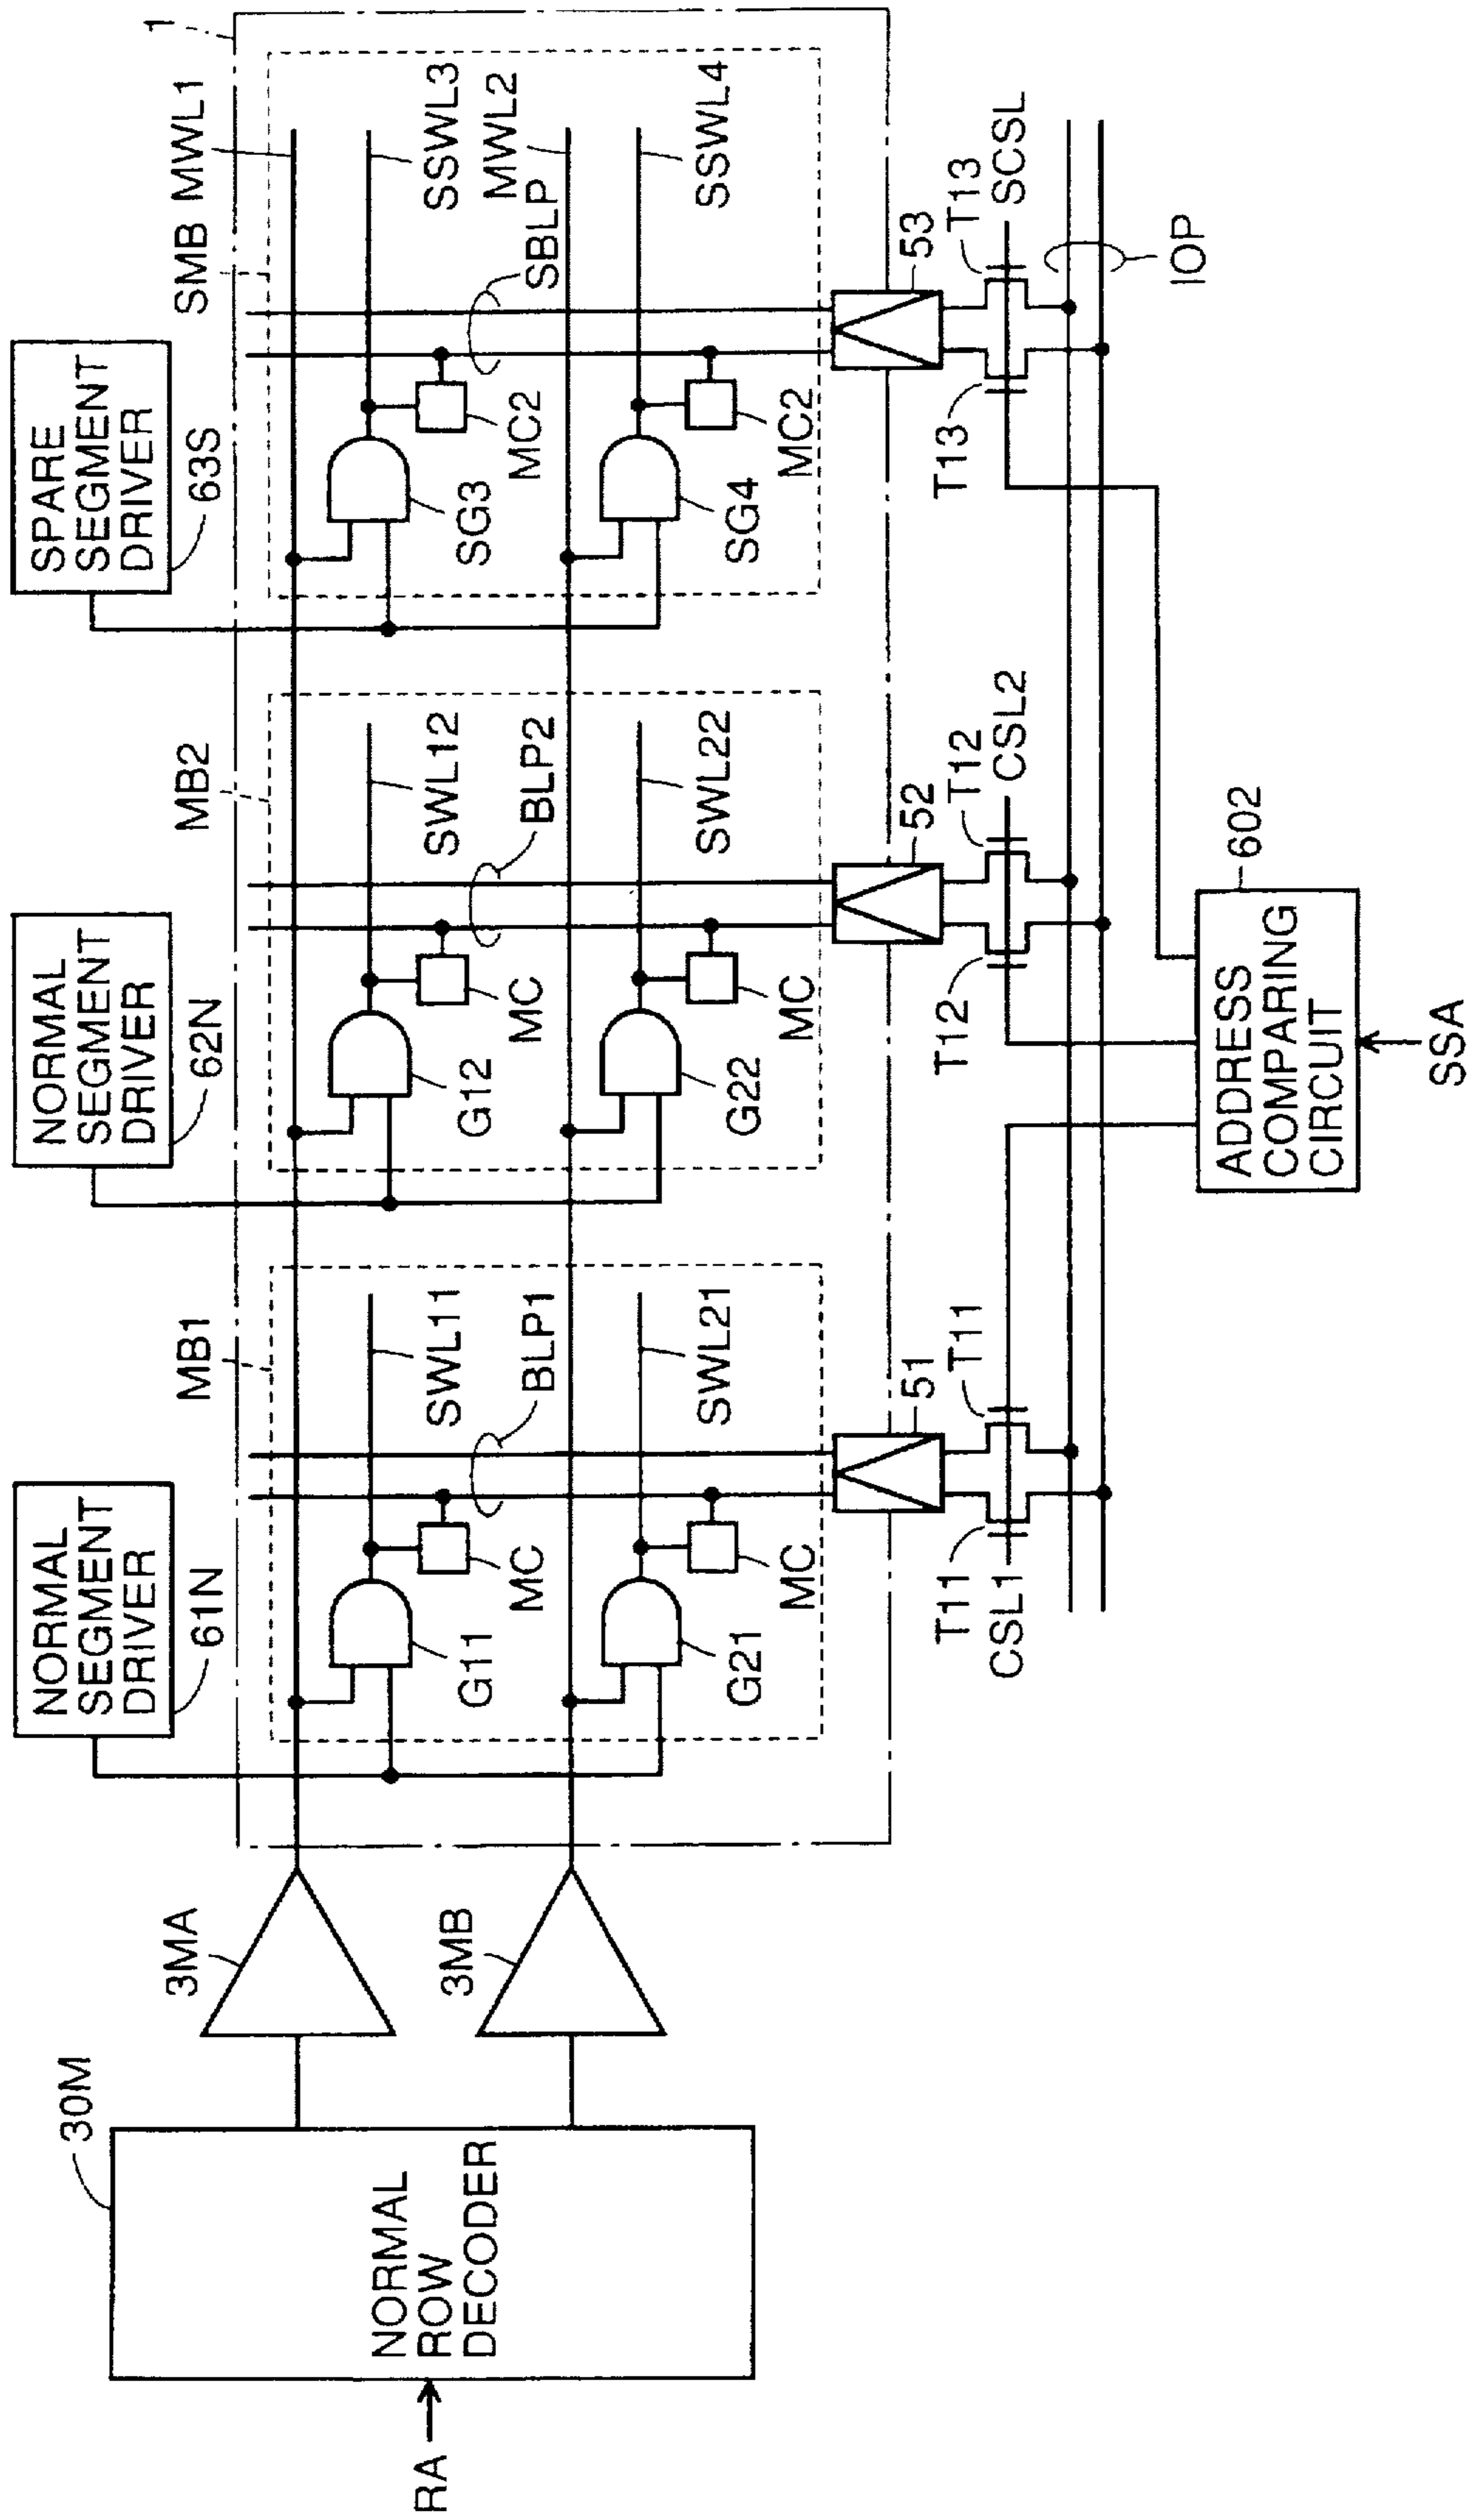 SPARE
SEGMENT
DRIVER
63S
NORMAL
SEGMENT
DRIVER
62N
NORMAL
SEGMENT
DRIVER
61N
1
SMB
MWL1
MB2
MB1
3MA
30M
SSWL3
MWL2
SBLP
SSWL4
MC2
MC2
SG3
SG4
SWL12
BLP2
SWL22
MC
MC
G12
G22
SWL11
BLP1
SWL21
MC
MC
G11
G21
3MB
NORMAL
ROW
DECODER
RA
53
T13
SCSL
T13
IOP
52
T12
CSL2
T12
51
T11
T11
CSL1
602
ADDRESS
COMPARING
CIRCUIT
SSA